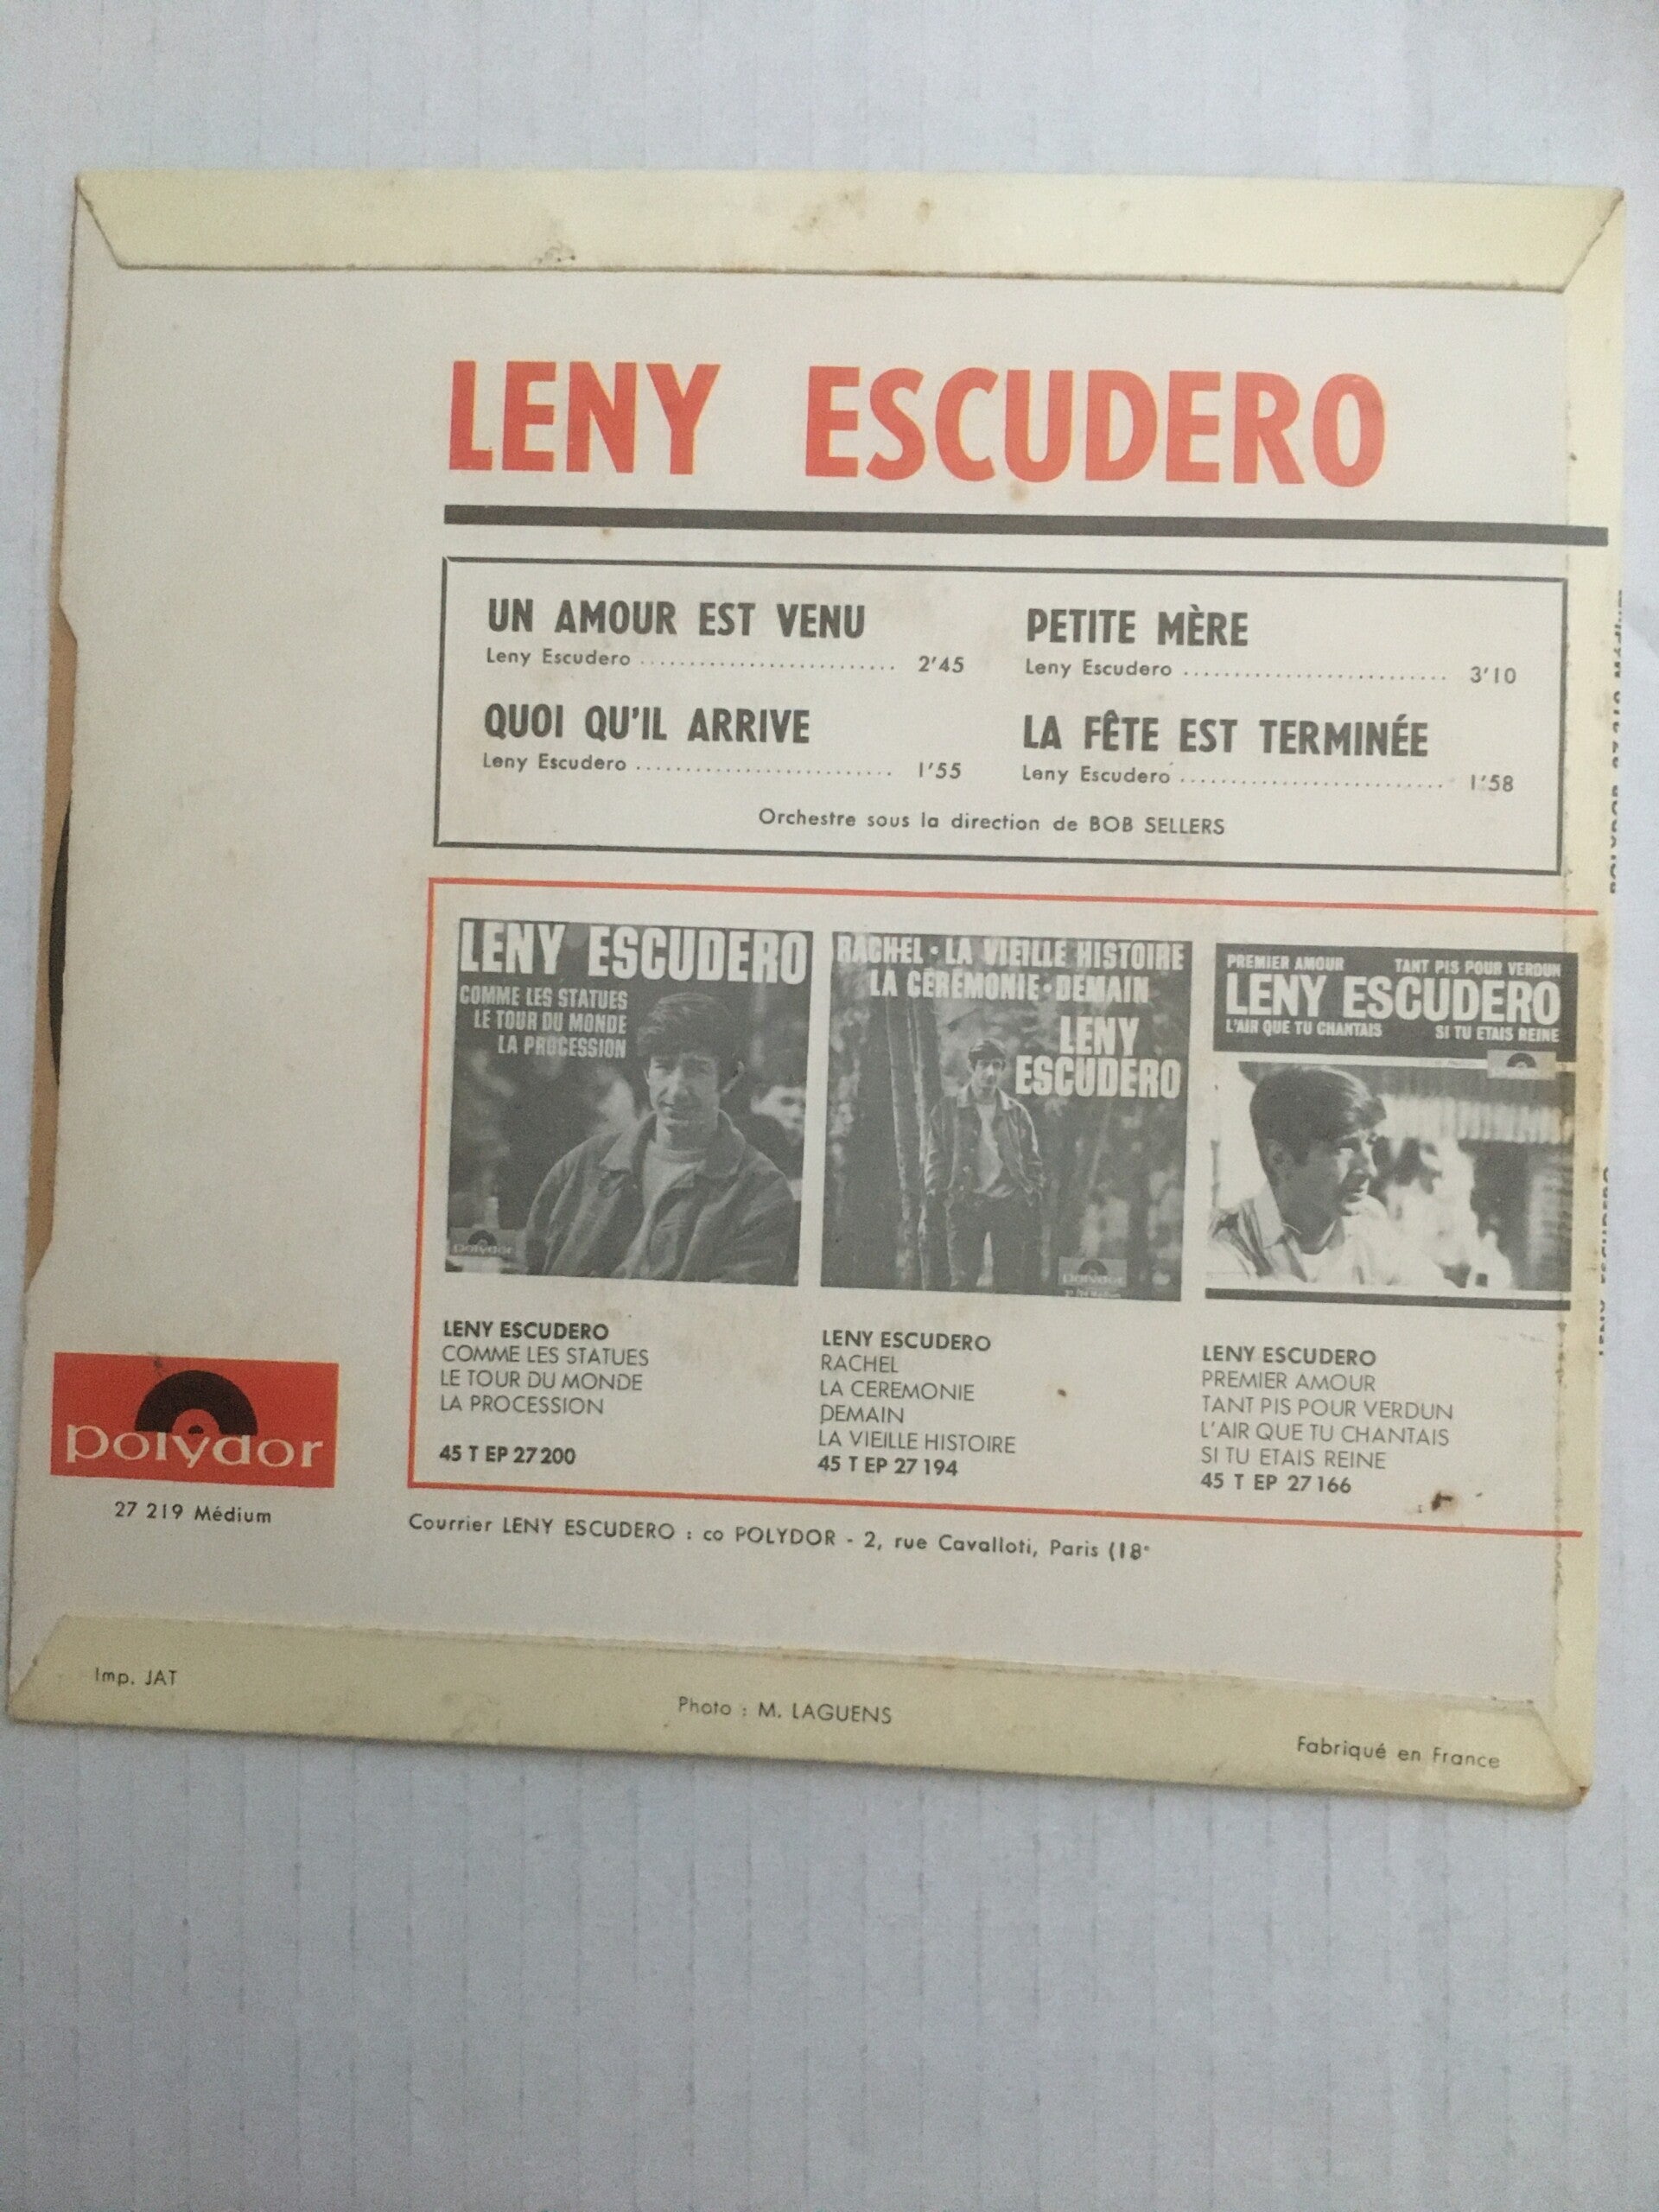 LENY ESCUDERO
UN AMOUR EST VENU
Leny Escudero .......................... 2'45
QUOI QU'IL ARRIVE
Leny Escudero .......................... 1'55
PETITE MÈRE
Leny Escudero .......................... 3'10
LA FÊTE EST TERMINÉE
Leny Escudero .......................... 1'58
Orchestre sous la direction de BOB SELLERS
LENY ESCUDERO
COMME LES STATUES
LE TOUR DU MONDE
LA PROCESSION
polydor
RACHEL • LA VIEILLE HISTOIRE
LA CEREMONIE • DEMAIN
LENY
ESCUDERO
polydor
PREMIER AMOUR TANT PIS POUR VERDUN
LENY ESCUDERO
L'AIR QUE TU CHANTAIS SI TU ETAIS REINE
LENY ESCUDERO
COMME LES STATUES
LE TOUR DU MONDE
LA PROCESSION
45 T EP 27 200
LENY ESCUDERO
RACHEL
LA CEREMONIE
DEMAIN
LA VIEILLE HISTOIRE
45 T EP 27 194
LENY ESCUDERO
PREMIER AMOUR
TANT PIS POUR VERDUN
L'AIR QUE TU CHANTAIS
SI TU ETAIS REINE
45 T EP 27 166
polydor
27 219 Médium
Courrier LENY ESCUDERO : co POLYDOR - 2, rue Cavalloti, Paris (18e
Imp. JAT
Photo : M. LAGUENS
Fabriqué en France